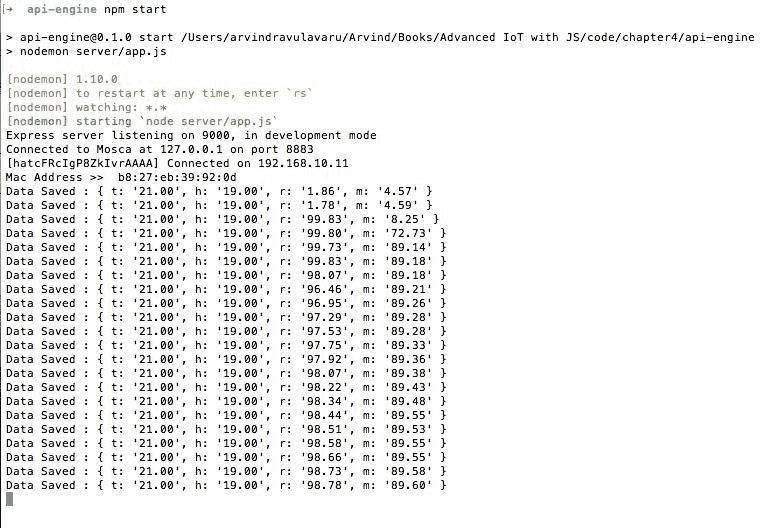 [➜  api-engine npm start

> api-engine@0.1.0 start /Users/arvindravulavaru/Arvind/Books/Advanced IoT with JS/code/chapter4/api-engine
> nodemon server/app.js

[nodemon] 1.10.0
[nodemon] to restart at any time, enter `rs`
[nodemon] watching: *.*
[nodemon] starting `node server/app.js`
Express server listening on 9000, in development mode
Connected to Mosca at 127.0.0.1 on port 8883
[hatcFRcIgP8ZkIvrAAAA] Connected on 192.168.10.11
Mac Address >>  b8:27:eb:39:92:0d
Data Saved : { t: '21.00', h: '19.00', r: '1.86', m: '4.57' }
Data Saved : { t: '21.00', h: '19.00', r: '1.78', m: '4.59' }
Data Saved : { t: '21.00', h: '19.00', r: '99.83', m: '8.25' }
Data Saved : { t: '21.00', h: '19.00', r: '99.80', m: '72.73' }
Data Saved : { t: '21.00', h: '19.00', r: '99.73', m: '89.14' }
Data Saved : { t: '21.00', h: '19.00', r: '99.83', m: '89.18' }
Data Saved : { t: '21.00', h: '19.00', r: '98.07', m: '89.18' }
Data Saved : { t: '21.00', h: '19.00', r: '96.46', m: '89.21' }
Data Saved : { t: '21.00', h: '19.00', r: '96.95', m: '89.26' }
Data Saved : { t: '21.00', h: '19.00', r: '97.29', m: '89.28' }
Data Saved : { t: '21.00', h: '19.00', r: '97.53', m: '89.28' }
Data Saved : { t: '21.00', h: '19.00', r: '97.75', m: '89.33' }
Data Saved : { t: '21.00', h: '19.00', r: '97.92', m: '89.36' }
Data Saved : { t: '21.00', h: '19.00', r: '98.07', m: '89.38' }
Data Saved : { t: '21.00', h: '19.00', r: '98.22', m: '89.43' }
Data Saved : { t: '21.00', h: '19.00', r: '98.34', m: '89.48' }
Data Saved : { t: '21.00', h: '19.00', r: '98.44', m: '89.55' }
Data Saved : { t: '21.00', h: '19.00', r: '98.51', m: '89.53' }
Data Saved : { t: '21.00', h: '19.00', r: '98.58', m: '89.55' }
Data Saved : { t: '21.00', h: '19.00', r: '98.66', m: '89.55' }
Data Saved : { t: '21.00', h: '19.00', r: '98.73', m: '89.58' }
Data Saved : { t: '21.00', h: '19.00', r: '98.78', m: '89.60' }